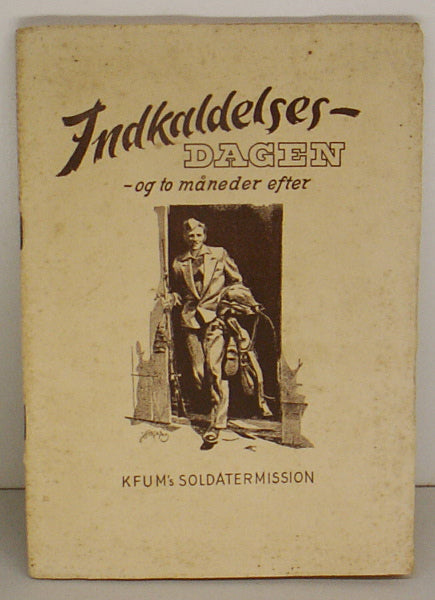 Indkaldelses-
DAGEN
- og to måneder efter
KFUM's SOLDATERMISSION